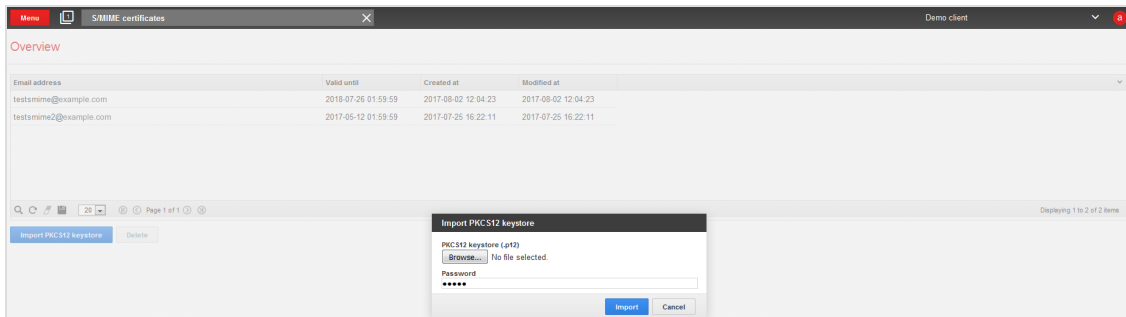 Menu 1 S/MIME certificates Demo client a
Overview
Email address Valid until Created at Modified at
testsmime@example.com 2018-07-26 01:59:59 2017-08-02 12:04:23 2017-08-02 12:04:23
testsmime2@example.com 2017-05-12 01:59:59 2017-07-25 16:22:11 2017-07-25 16:22:11
20 Page 1 of 1 Displaying 1 to 2 of 2 items
Import PKCS12 keystore Delete
Import PKCS12 keystore
PKCS12 keystore (.p12)
Browse... No file selected.
Password
•••••
Import Cancel